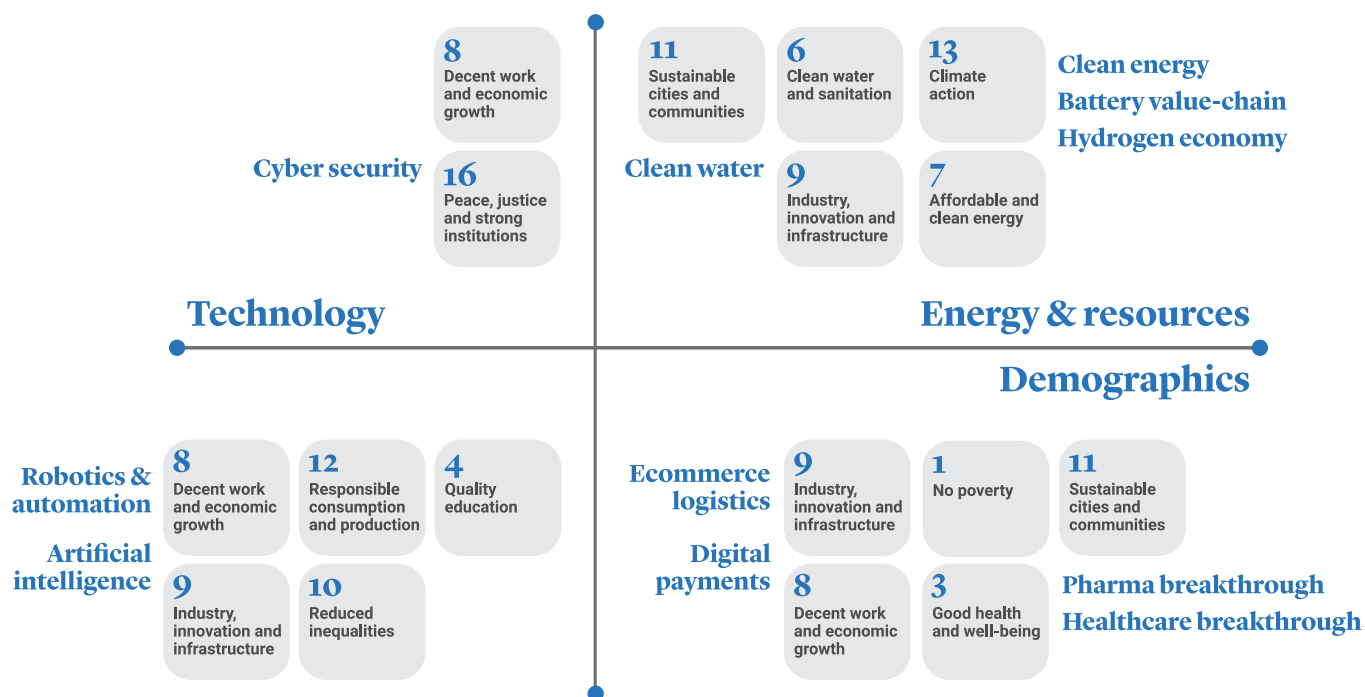 8
Decent work
and economic
growth
Cyber security
16
Peace, justice
and strong
institutions
11
Sustainable
cities and
communities
6
Clean water
and sanitation
13
Climate
action
Clean energy
Battery value-chain
Hydrogen economy
Clean water
9
Industry,
innovation and
infrastructure
7
Affordable and
clean energy
Technology
Energy & resources
Demographics
Robotics &
automation
8
Decent work
and economic
growth
12
Responsible
consumption
and production
4
Quality
education
Artificial
intelligence
9
Industry,
innovation and
infrastructure
10
Reduced
inequalities
Ecommerce
logistics
9
Industry,
innovation and
infrastructure
1
No poverty
11
Sustainable
cities and
communities
Digital
payments
8
Decent work
and economic
growth
3
Good health
and well-being
Pharma breakthrough
Healthcare breakthrough